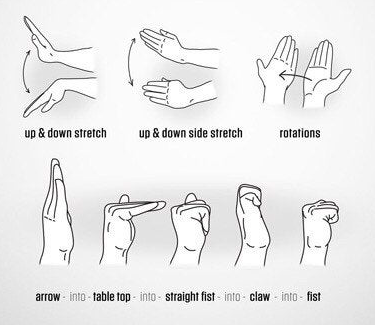 up & down stretch up & down side stretch rotations
arrow - into - table top - into - straight fist - into - claw - into - fist